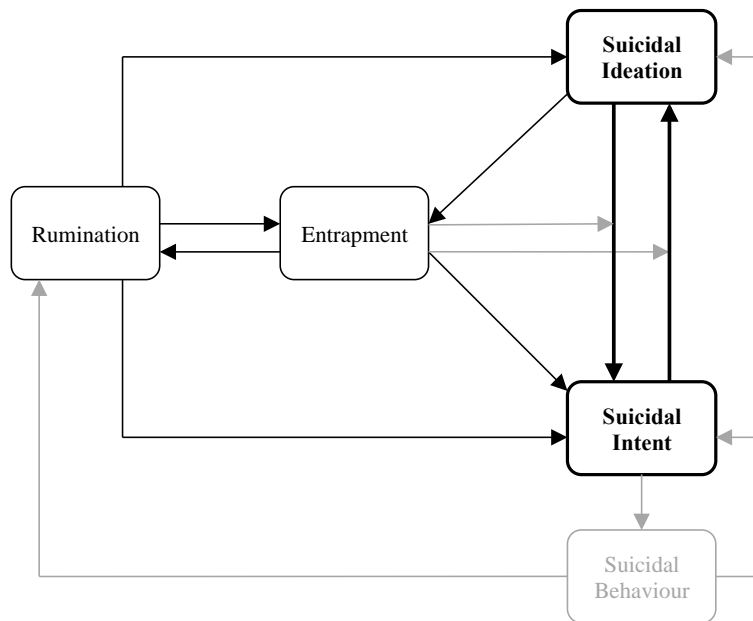 Suicidal
Ideation
Rumination
Entrapment
Suicidal
Intent
Suicidal
Behaviour